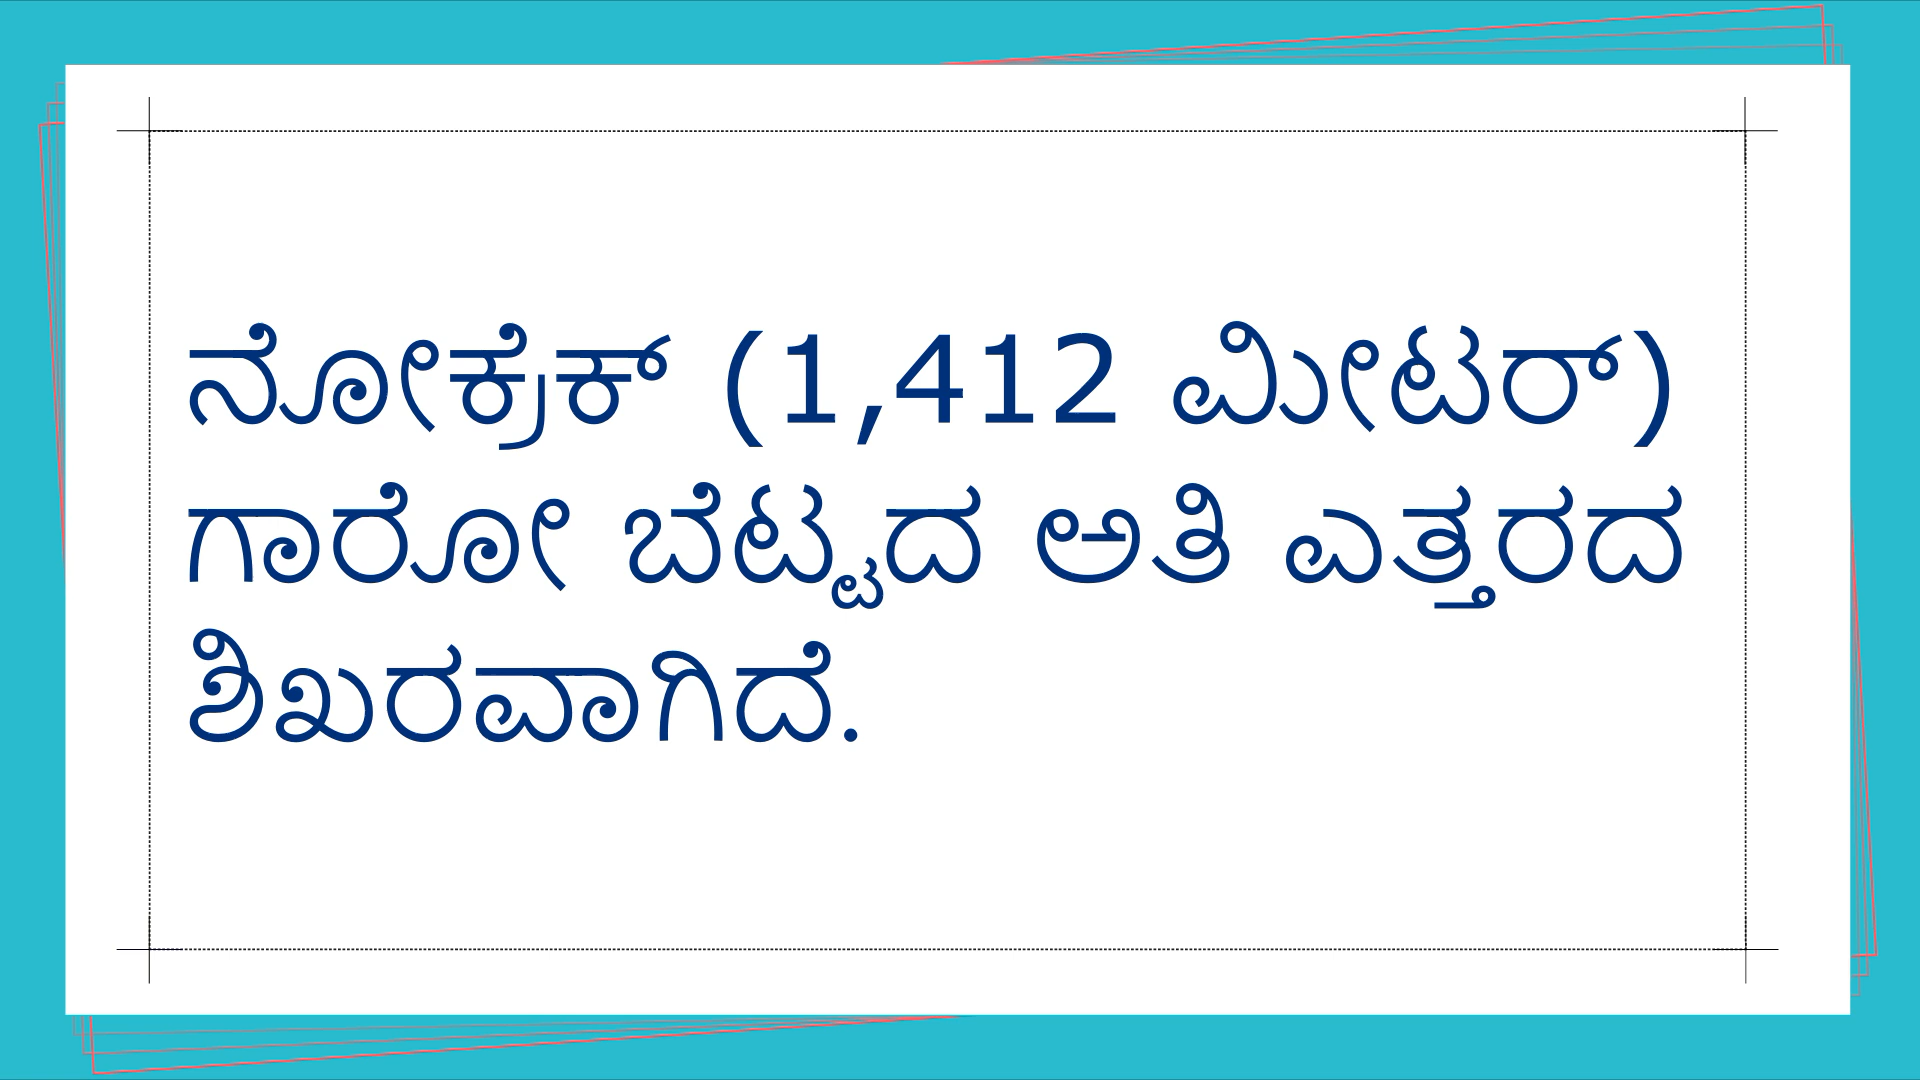 ನೋಕ್ರೆಕ್ (1,412 ಮೀಟರ್)
ಗಾರೋ ಬೆಟ್ಟದ ಅತಿ ಎತ್ತರದ
ಶಿಖರವಾಗಿದೆ.